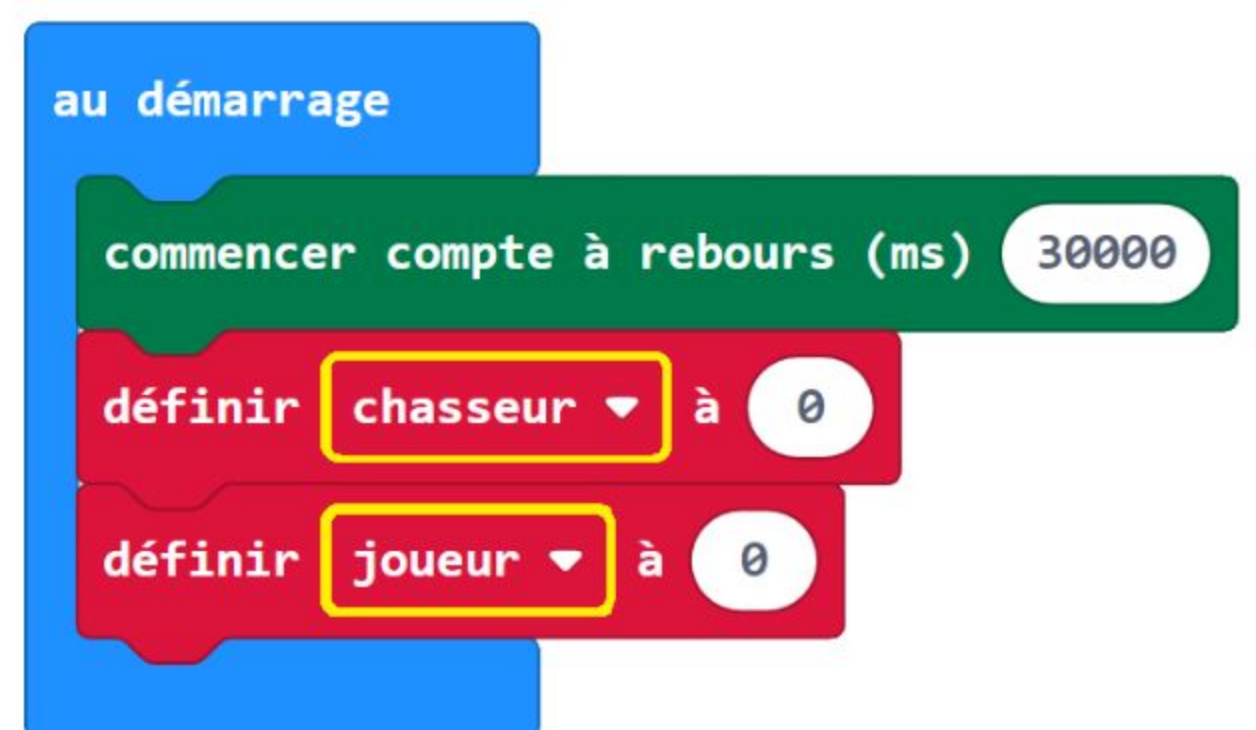 au démarrage
commencer compte à rebours (ms) 30000
définir chasseur à 0
définir joueur à 0